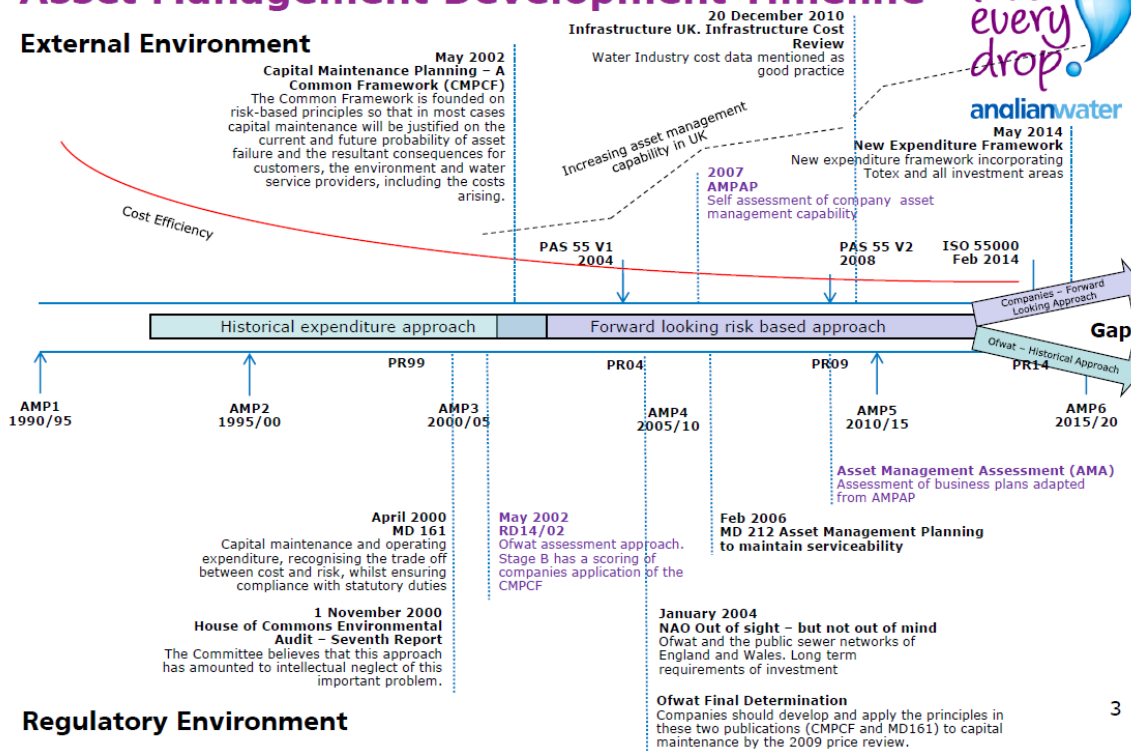 Asset Management Development Timeline
every
drop.
anglianwater
External Environment
May 2002
Capital Maintenance Planning – A
Common Framework (CMPCF)
The Common Framework is founded on
risk-based principles so that in most cases
capital maintenance will be justified on the
current and future probability of asset
failure and the resultant consequences for
customers, the environment and water
service providers, including the costs
arising.
20 December 2010
Infrastructure UK. Infrastructure Cost
Review
Water Industry cost data mentioned as
good practice
Increasing asset management
capability in UK
2007
AMPAP
Self assessment of company asset
management capability
May 2014
New Expenditure Framework
New expenditure framework incorporating
Totex and all investment areas
Cost Efficiency
PAS 55 V1
2004
PAS 55 V2
2008
ISO 55000
Feb 2014
Historical expenditure approach
Forward looking risk based approach
Companies – Forward
Looking Approach
Gap
Ofwat – Historical Approach
PR99
PR04
PR09
PR14
AMP1
1990/95
AMP2
1995/00
AMP3
2000/05
AMP4
2005/10
AMP5
2010/15
AMP6
2015/20
Asset Management Assessment (AMA)
Assessment of business plans adapted
from AMPAP
April 2000
MD 161
Capital maintenance and operating
expenditure, recognising the trade off
between cost and risk, whilst ensuring
compliance with statutory duties
May 2002
RD14/02
Ofwat assessment approach.
Stage B has a scoring of
companies application of the
CMPCF
Feb 2006
MD 212 Asset Management Planning
to maintain serviceability
1 November 2000
House of Commons Environmental
Audit – Seventh Report
The Committee believes that this approach
has amounted to intellectual neglect of this
important problem.
January 2004
NAO Out of sight – but not out of mind
Ofwat and the public sewer networks of
England and Wales. Long term
requirements of investment
Ofwat Final Determination
Companies should develop and apply the principles in
these two publications (CMPCF and MD161) to capital
maintenance by the 2009 price review.
Regulatory Environment
3